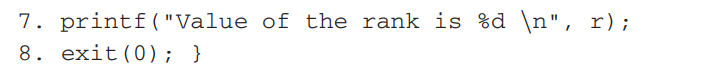 7. printf("Value of the rank is %d \n", r);
8. exit(0); }